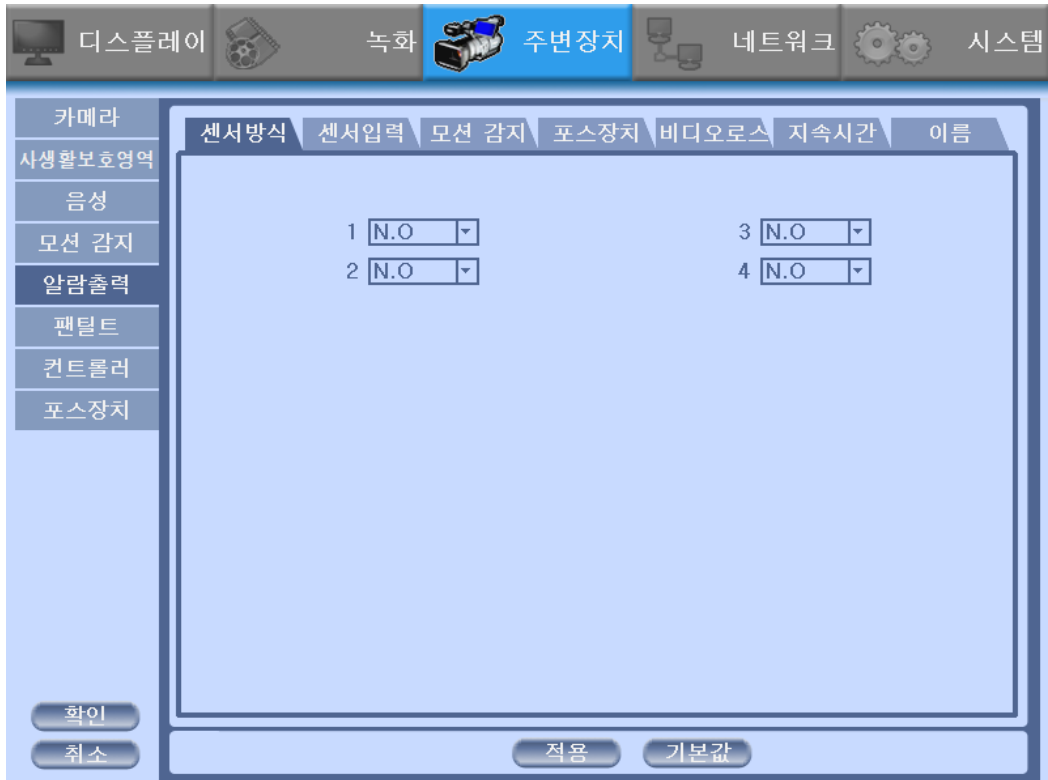 디스플레이 녹화 주변장치 네트워크 시스템
카메라
사생활보호영역
음성
모션 감지
알람출력
팬틸트
컨트롤러
포스장치
센서방식 센서입력 모션 감지 포스장치 비디오로스 지속시간 이름
1 N.O 3 N.O
2 N.O 4 N.O
확인
취소
적용 기본값